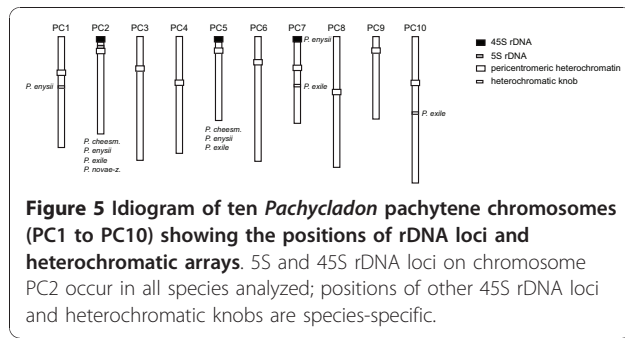 PC1 PC2 PC3 PC4 PC5 PC6 PC7 PC8 PC9 PC10
45S rDNA
5S rDNA
pericentromeric heterochromatin
heterochromatic knob
P. enysii
P. enysii
P. exile
P. exile
P. cheesm.
P. enysii
P. exile
P. novae-z.
P. cheesm.
P. enysii
P. exile
Figure 5 Idiogram of ten Pachycladon pachytene chromosomes
(PC1 to PC10) showing the positions of rDNA loci and
heterochromatic arrays. 5S and 45S rDNA loci on chromosome
PC2 occur in all species analyzed; positions of other 45S rDNA loci
and heterochromatic knobs are species-specific.